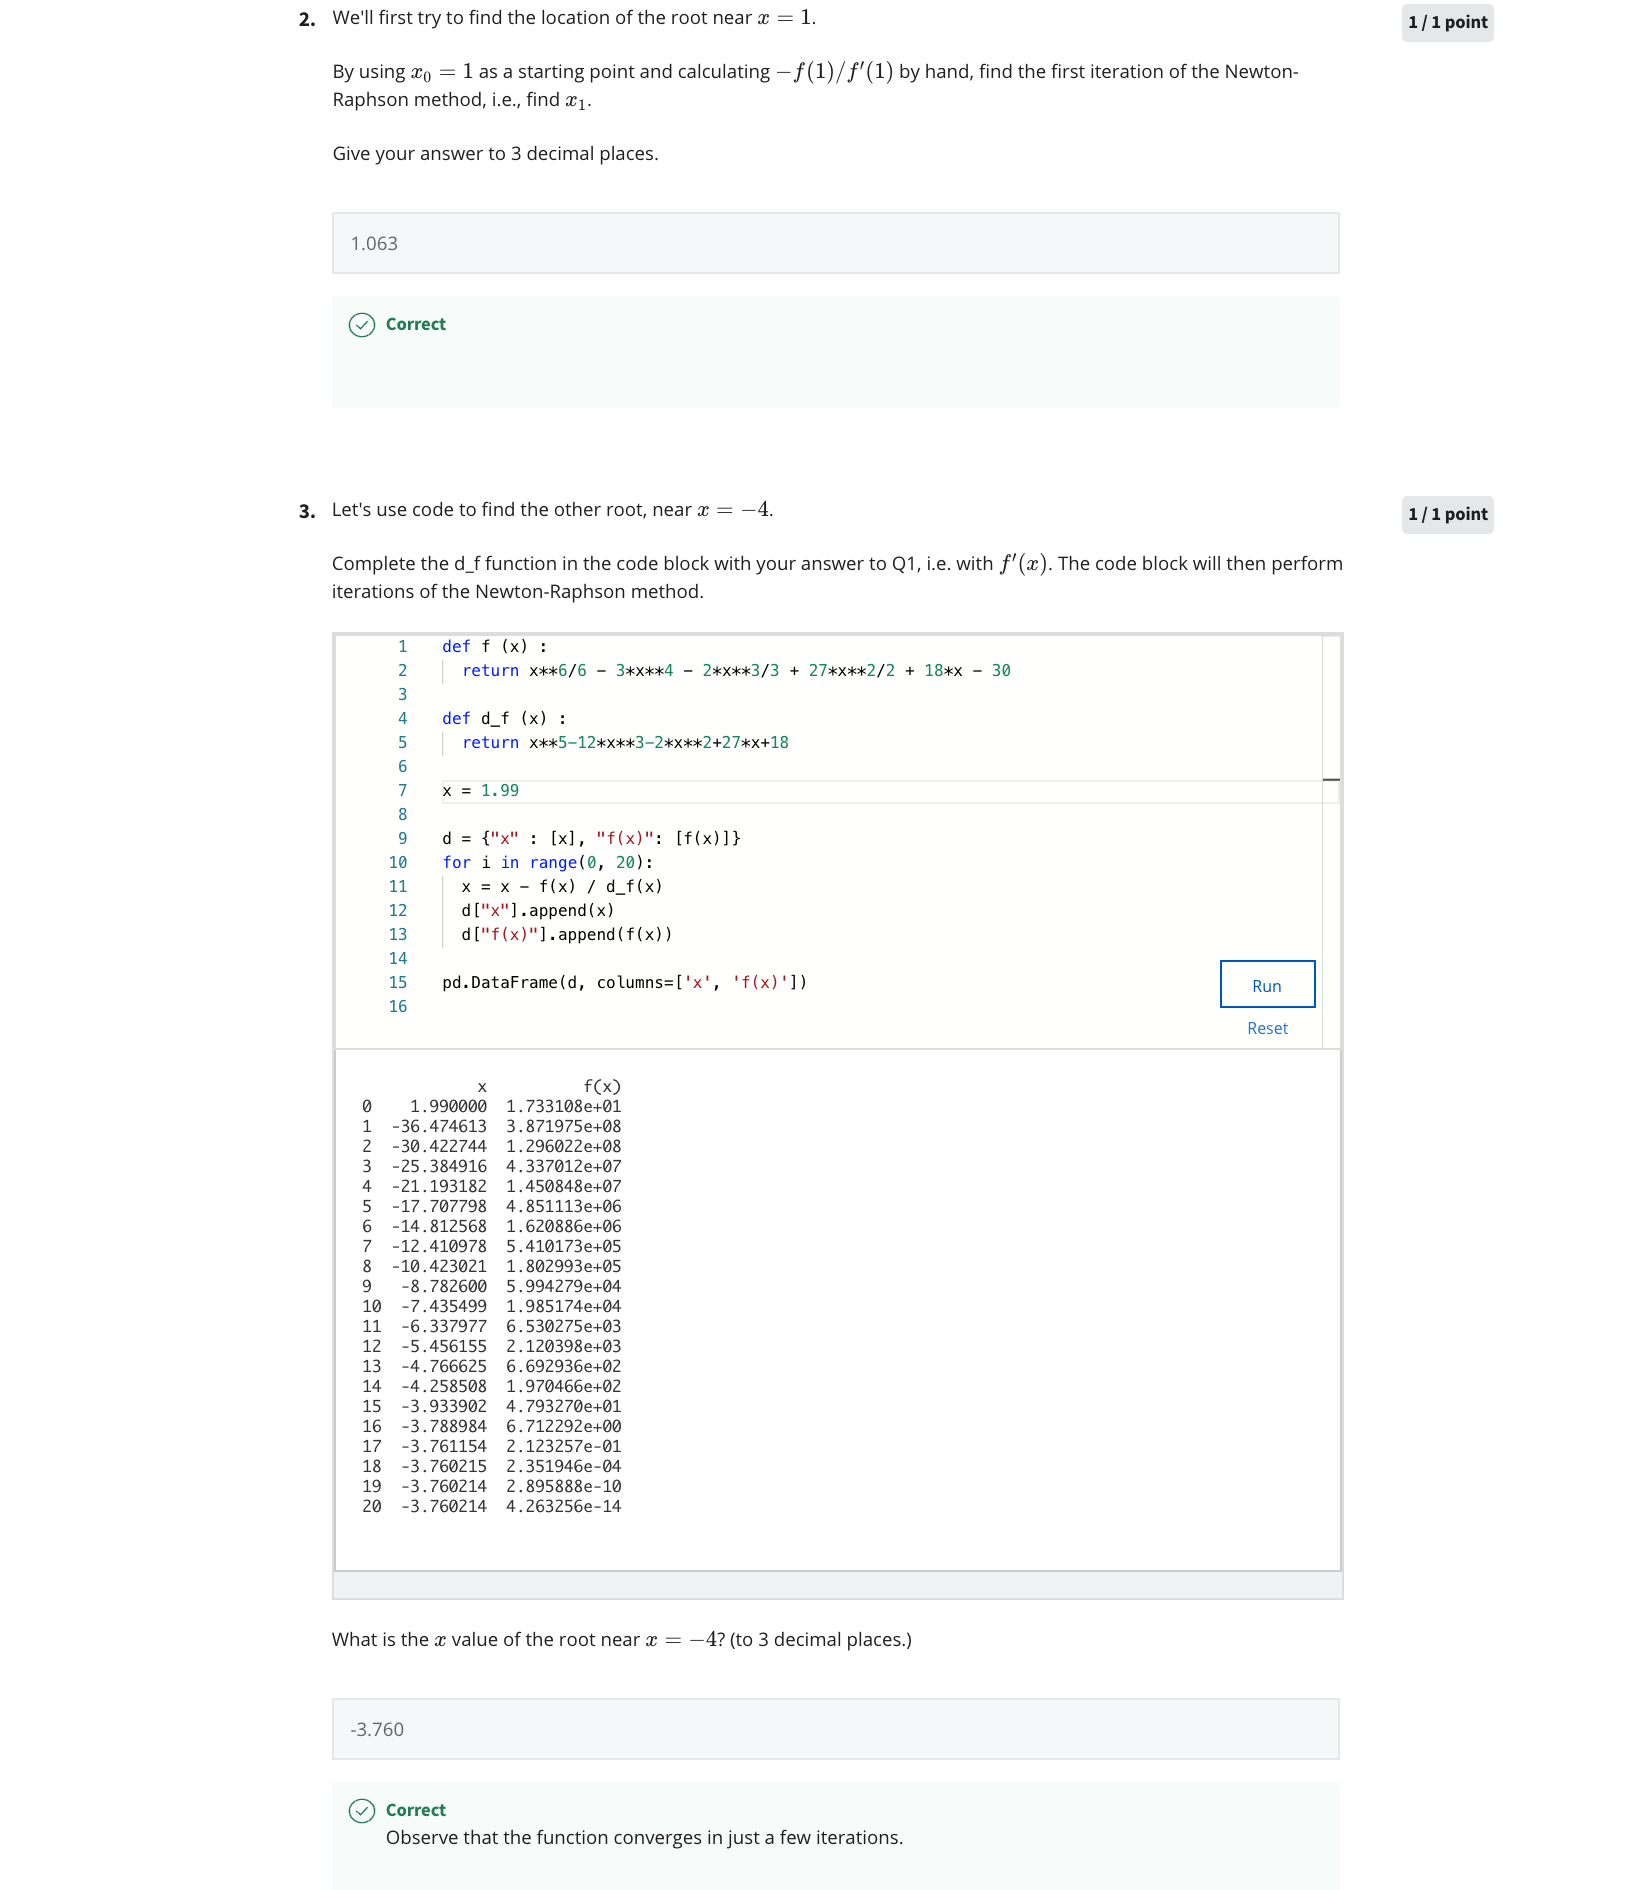 2. We'll first try to find the location of the root near x = 1.
1 / 1 point
By using x₀ = 1 as a starting point and calculating −f(1)/f′(1) by hand, find the first iteration of the Newton-
Raphson method, i.e., find x₁.
Give your answer to 3 decimal places.
1.063
Correct
3. Let's use code to find the other root, near x = −4.
1 / 1 point
Complete the d_f function in the code block with your answer to Q1, i.e. with f′(x). The code block will then perform
iterations of the Newton-Raphson method.
1 def f (x) :
2 return x**6/6 - 3*x**4 - 2*x**3/3 + 27*x**2/2 + 18*x - 30
3
4 def d_f (x) :
5 return x**5-12*x**3-2*x**2+27*x+18
6
7 x = 1.99
8
9 d = {"x" : [x], "f(x)": [f(x)]}
10 for i in range(0, 20):
11 x = x - f(x) / d_f(x)
12 d["x"].append(x)
13 d["f(x)"].append(f(x))
14
15 pd.DataFrame(d, columns=['x', 'f(x)'])
16
Run
Reset
x f(x)
0 1.990000 1.733108e+01
1 -36.474613 3.871975e+08
2 -30.422744 1.296022e+08
3 -25.384916 4.337012e+07
4 -21.193182 1.450848e+07
5 -17.707798 4.851113e+06
6 -14.812568 1.620886e+06
7 -12.410978 5.410173e+05
8 -10.423021 1.802993e+05
9 -8.782600 5.994279e+04
10 -7.435499 1.985174e+04
11 -6.337977 6.530275e+03
12 -5.456155 2.120398e+03
13 -4.766625 6.692936e+02
14 -4.258508 1.970466e+02
15 -3.933902 4.793270e+01
16 -3.788984 6.712292e+00
17 -3.761154 2.123257e-01
18 -3.760215 2.351946e-04
19 -3.760214 2.895888e-10
20 -3.760214 4.263256e-14
What is the x value of the root near x = −4? (to 3 decimal places.)
-3.760
Correct
Observe that the function converges in just a few iterations.